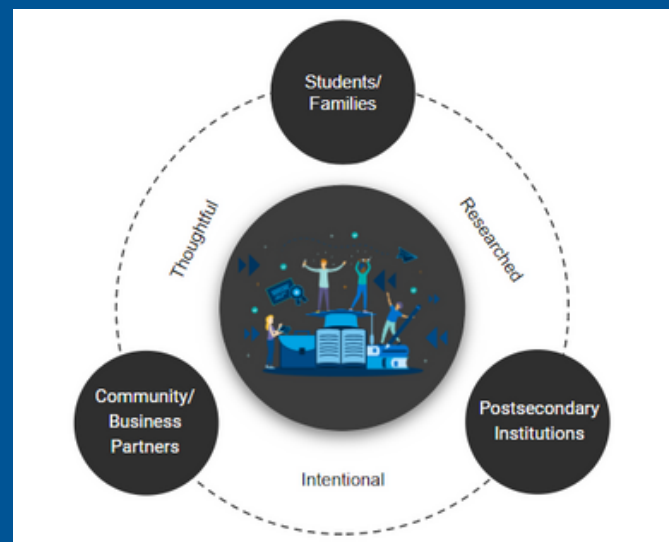 Students/
Families
Thoughtful
Researched
Community/
Business
Partners
Postsecondary
Institutions
Intentional